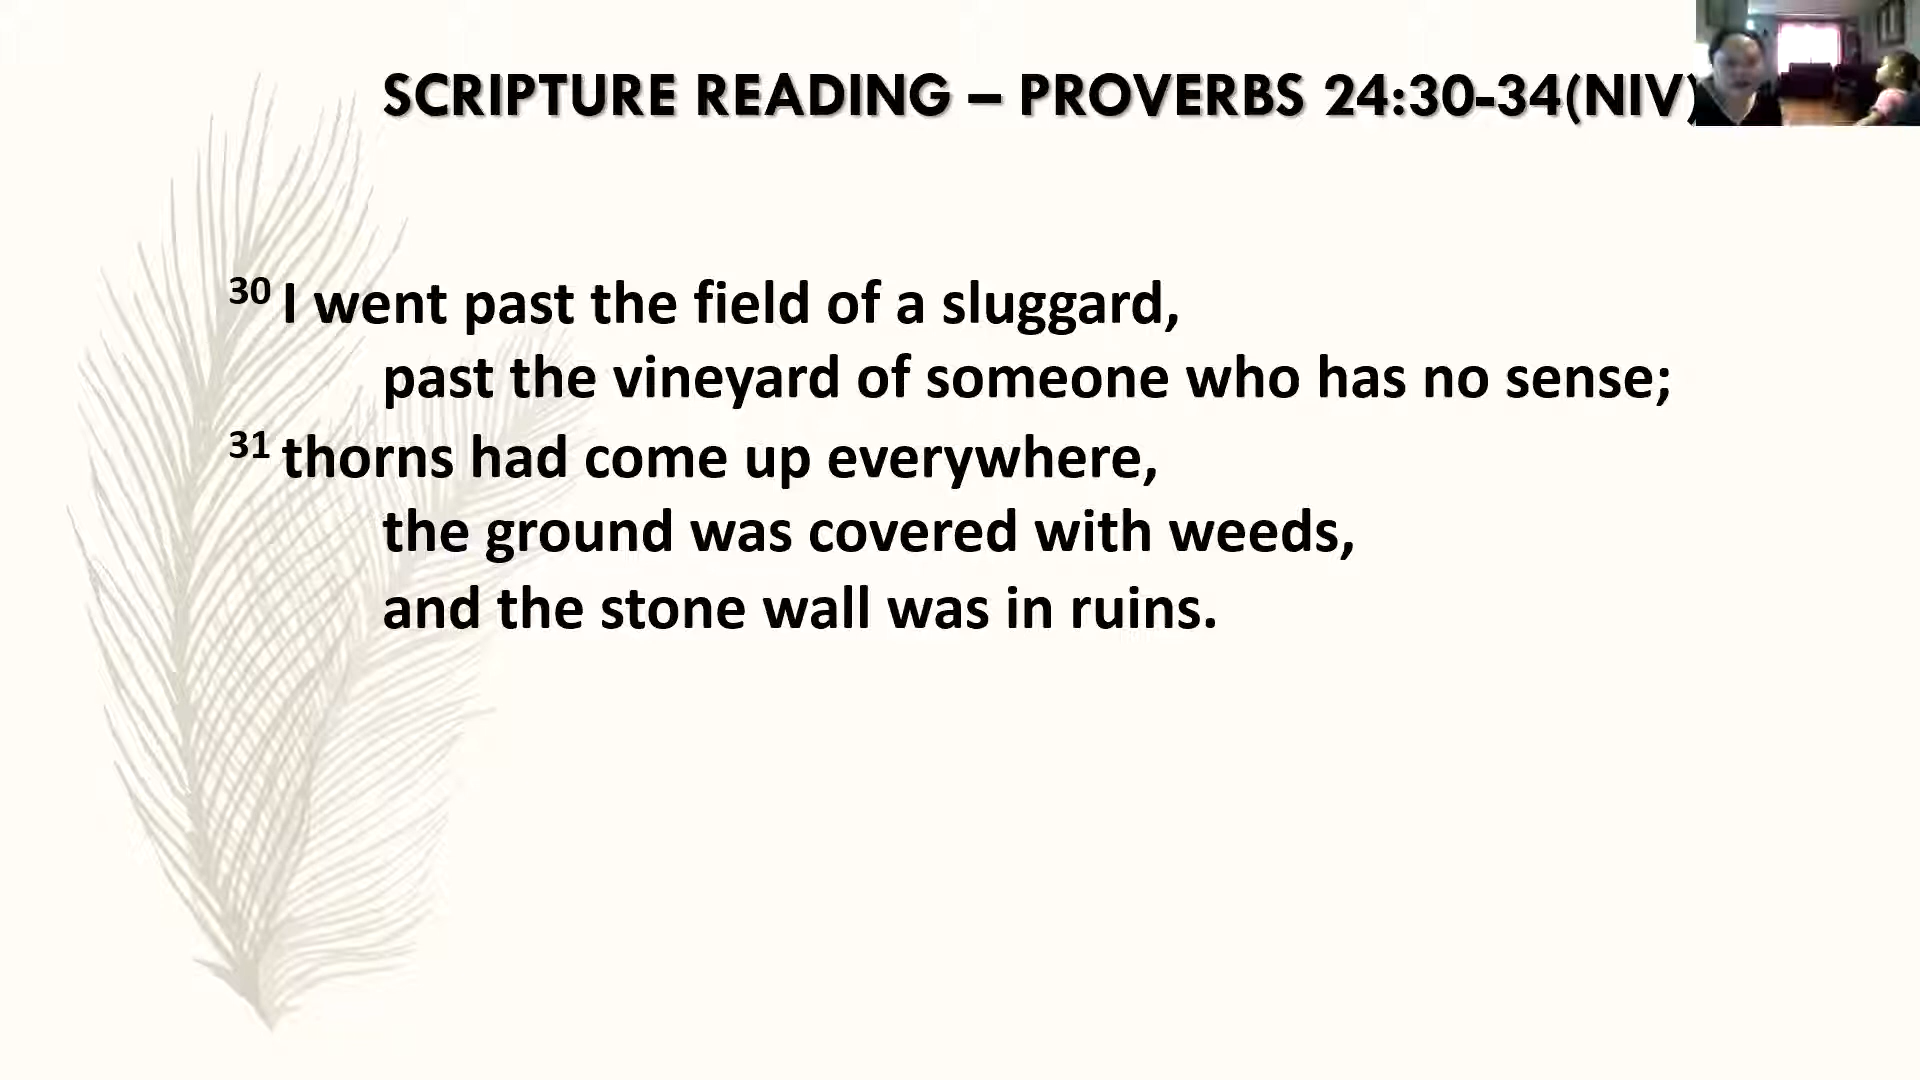 SCRIPTURE READING – PROVERBS 24:30-34(NIV)
30 I went past the field of a sluggard,
past the vineyard of someone who has no sense;
31 thorns had come up everywhere,
the ground was covered with weeds,
and the stone wall was in ruins.